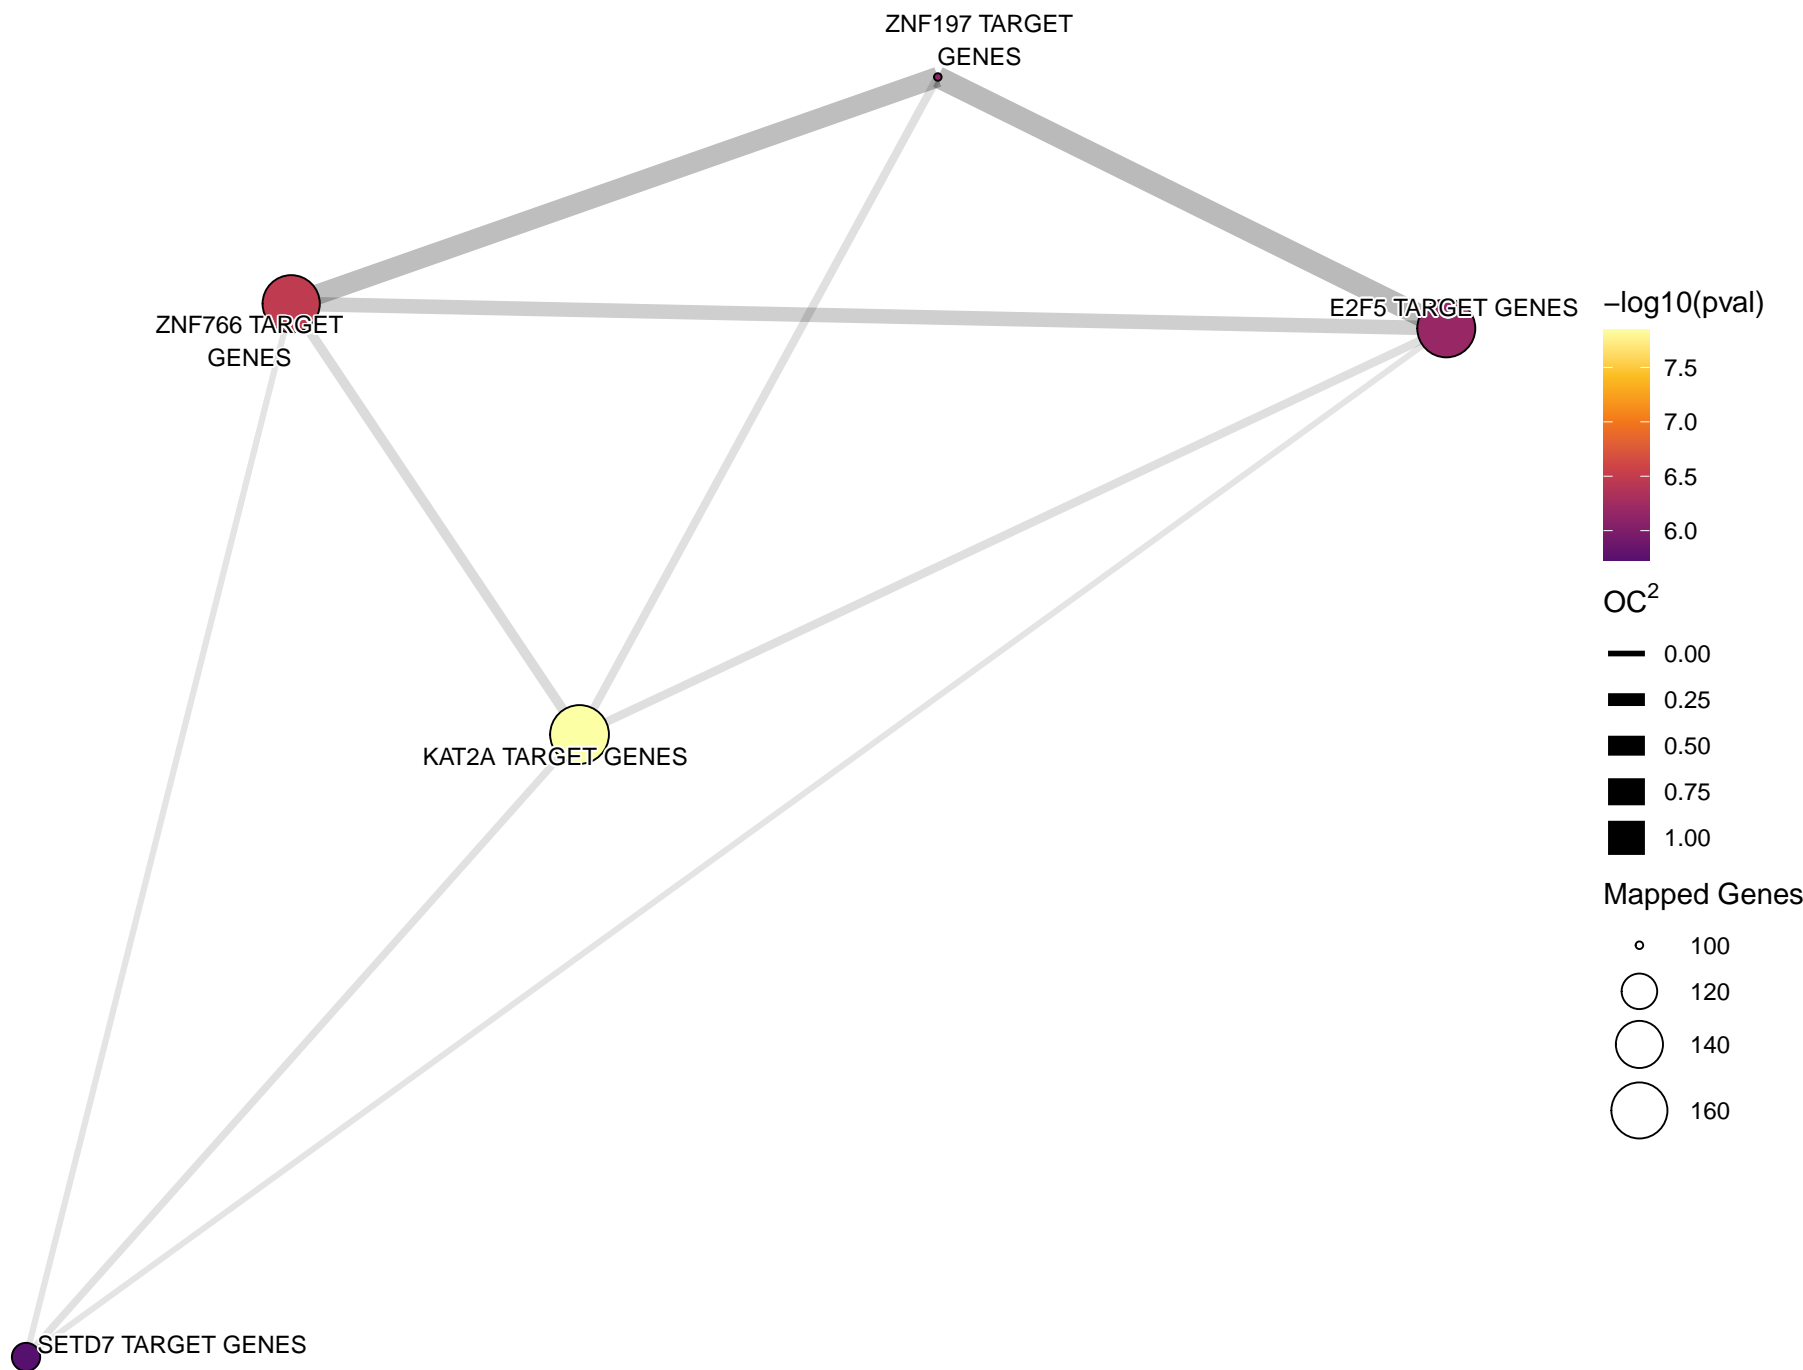 ZNF197 TARGET
GENES
ZNF766 TARGET
GENES
E2F5 TARGET GENES
KAT2A TARGET GENES
SETD7 TARGET GENES
−log10(pval)
7.5
7.0
6.5
6.0
OC²
0.00
0.25
0.50
0.75
1.00
Mapped Genes
100
120
140
160